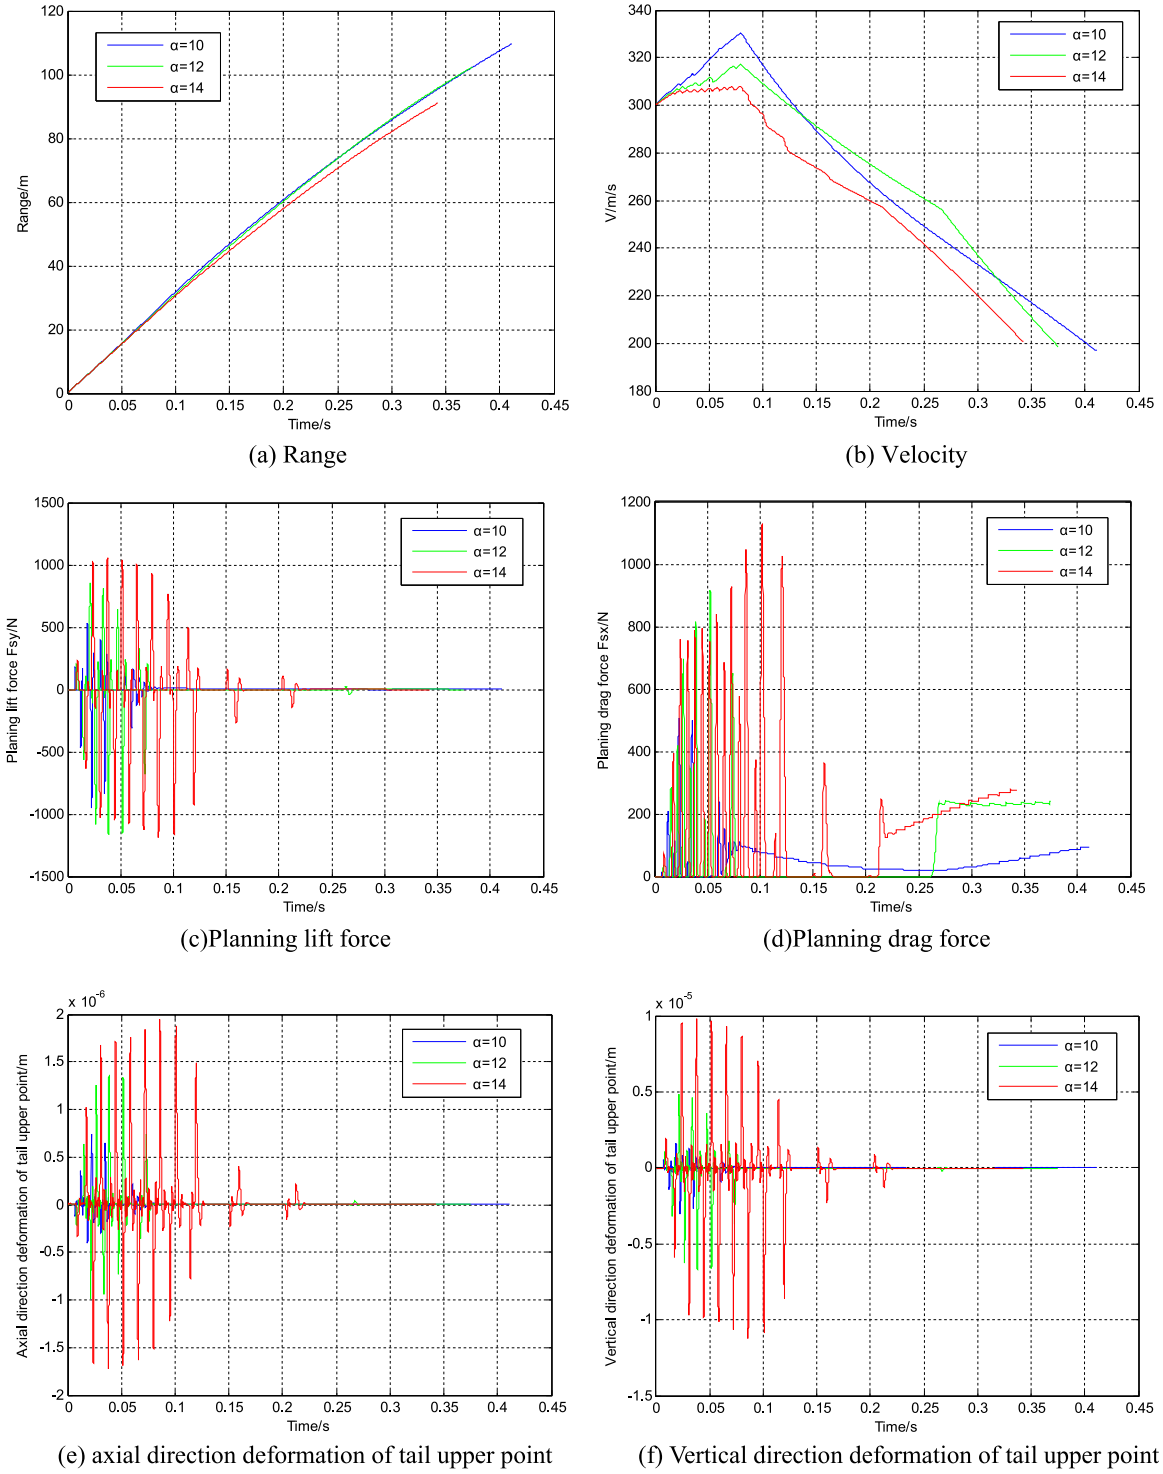 140
120
100
80
60
40
20
0
Range/m
α=10
α=12
α=14
0 0.05 0.1 0.15 0.2 0.25 0.3 0.35 0.4 0.45
Time/s
(a) Range
340
320
300
280
260
240
220
200
180
V/m/s
α=10
α=12
α=14
0 0.05 0.1 0.15 0.2 0.25 0.3 0.35 0.4 0.45
Time/s
(b) Velocity
1500
1000
500
0
-500
-1000
-1500
Planing lift force Fsy/N
α=10
α=12
α=14
0 0.05 0.1 0.15 0.2 0.25 0.3 0.35 0.4 0.45
Time/s
(c)Planning lift force
1200
1000
800
600
400
200
0
Planing drag force Fsx/N
α=10
α=12
α=14
0 0.05 0.1 0.15 0.2 0.25 0.3 0.35 0.4 0.45
Time/s
(d)Planning drag force
x 10⁻⁶
2
1.5
1
0.5
0
-0.5
-1
-1.5
-2
Axial direction deformation of tail upper point/m
α=10
α=12
α=14
0 0.05 0.1 0.15 0.2 0.25 0.3 0.35 0.4 0.45
Time/s
(e) axial direction deformation of tail upper point
x 10⁻⁵
1
0.5
0
-0.5
-1
-1.5
Vertical direction deformation of tail upper point/m
α=10
α=12
α=14
0 0.05 0.1 0.15 0.2 0.25 0.3 0.35 0.4 0.45
Time/s
(f) Vertical direction deformation of tail upper point